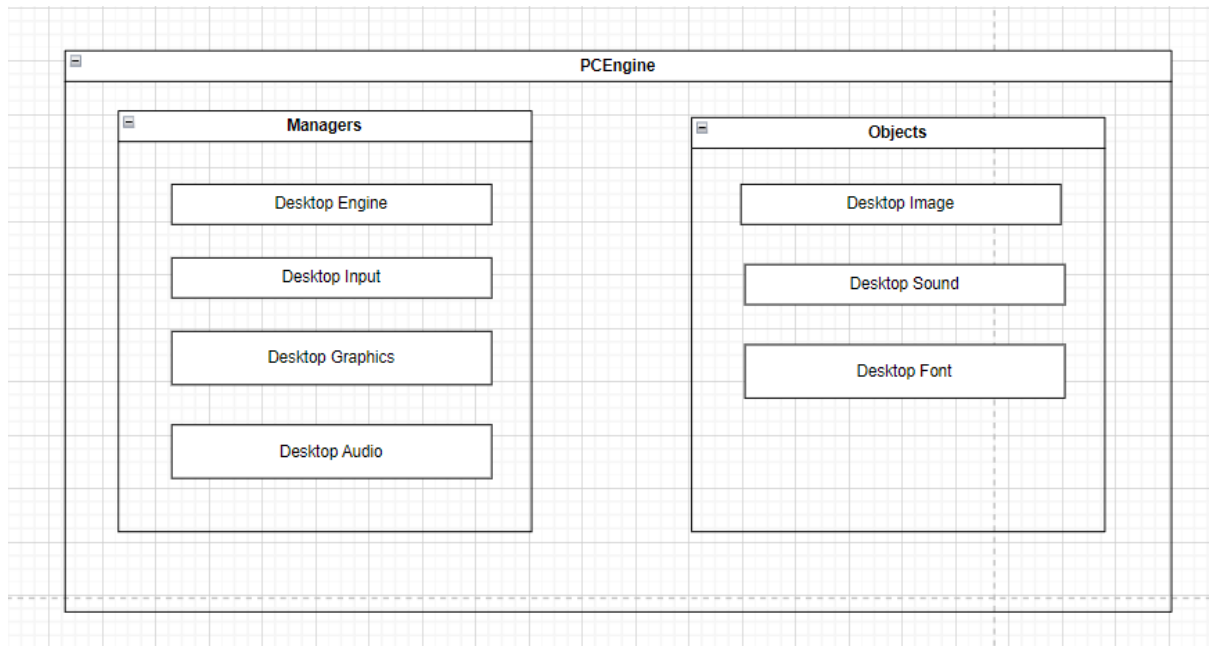 PCEngine
Managers
Desktop Engine
Desktop Input
Desktop Graphics
Desktop Audio
Objects
Desktop Image
Desktop Sound
Desktop Font